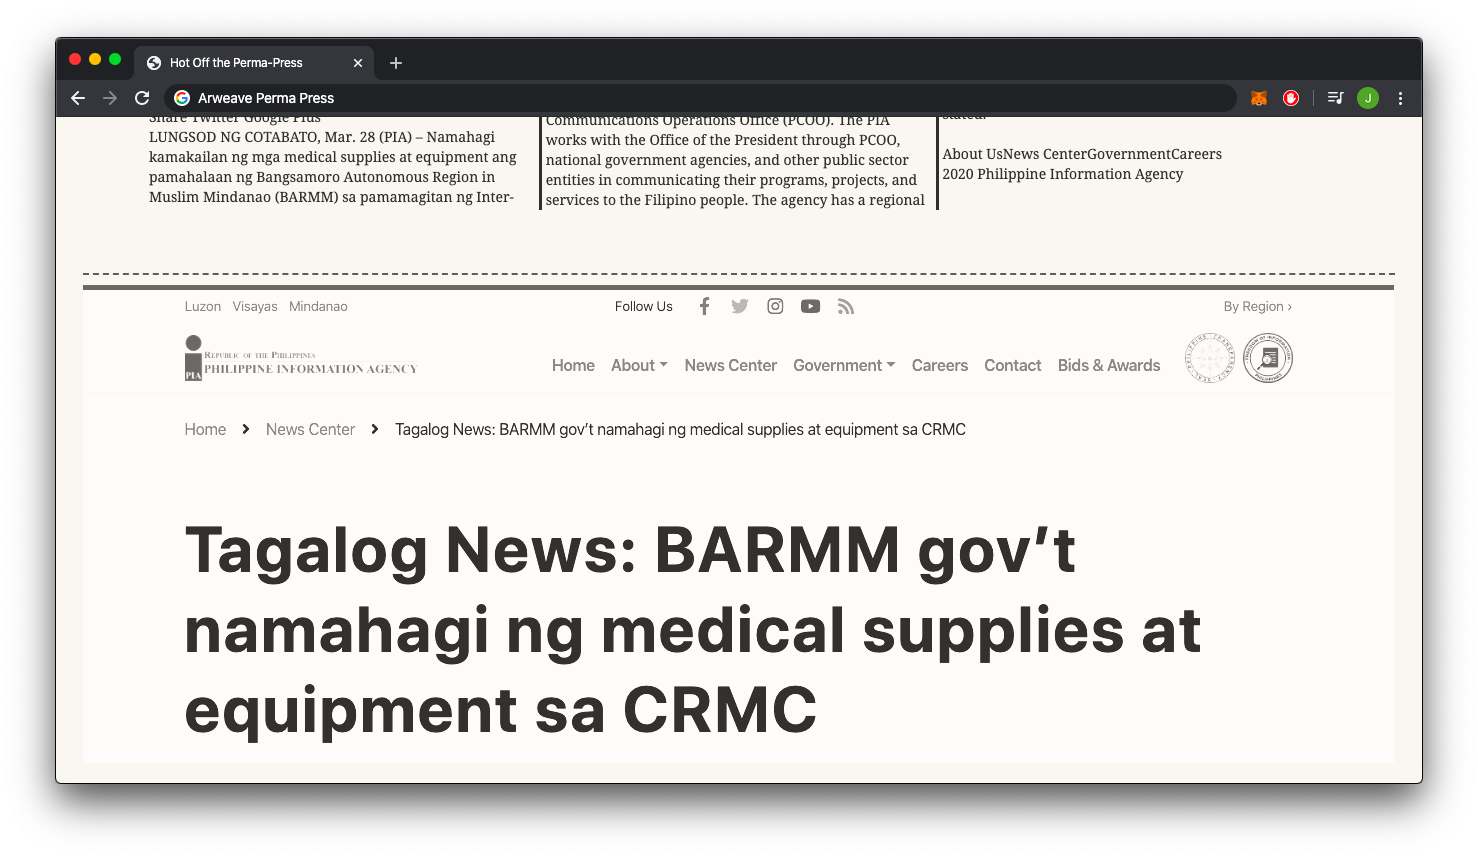 Hot Off the Perma-Press
Arweave Perma Press
Share Twitter Google Plus
LUNGSOD NG COTABATO, Mar. 28 (PIA) – Namahagi
kamakailan ng mga medical supplies at equipment ang
pamahalaan ng Bangsamoro Autonomous Region in
Muslim Mindanao (BARMM) sa pamamagitan ng Inter-
Communications Operations Office (PCOO). The PIA
works with the Office of the President through PCOO,
national government agencies, and other public sector
entities in communicating their programs, projects, and
services to the Filipino people. The agency has a regional
stated.
About UsNews CenterGovernmentCareers
2020 Philippine Information Agency
Luzon Visayas Mindanao
Follow Us
By Region ›
PIA
Republic of the Philippines
PHILIPPINE INFORMATION AGENCY
Home About News Center Government Careers Contact Bids & Awards
Home News Center Tagalog News: BARMM gov’t namahagi ng medical supplies at equipment sa CRMC
Tagalog News: BARMM gov’t
namahagi ng medical supplies at
equipment sa CRMC
J